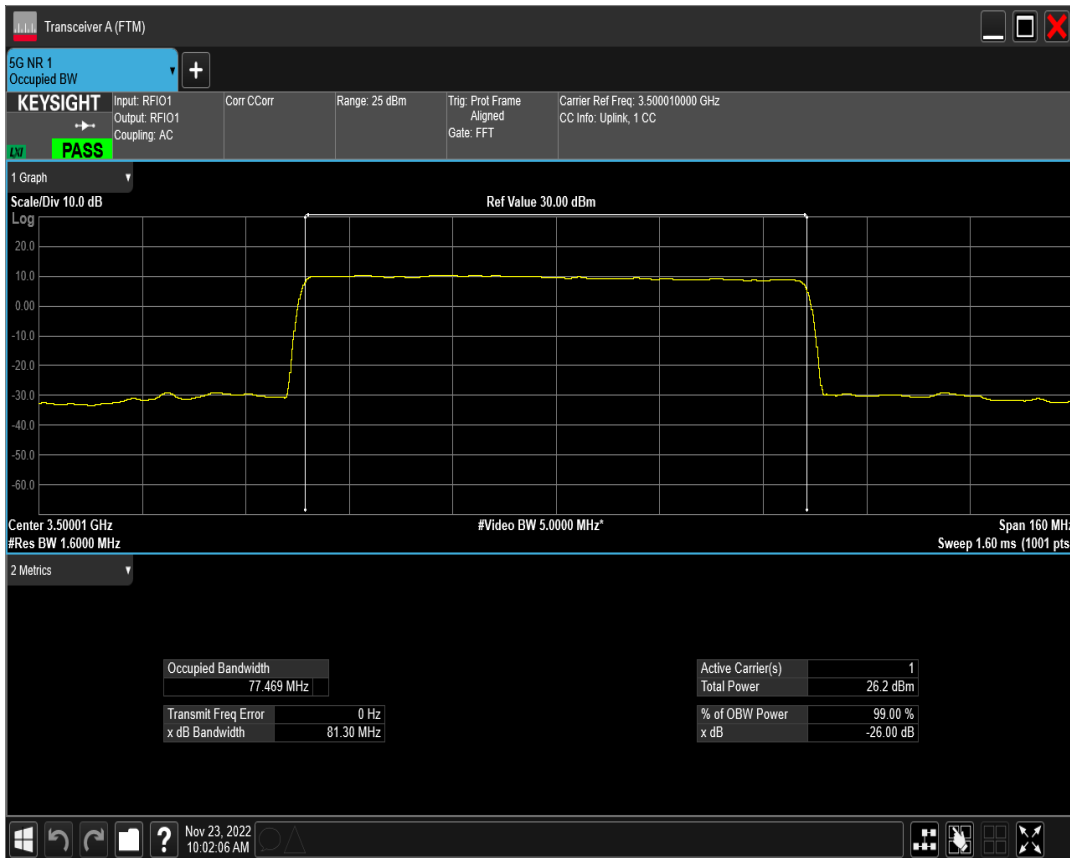 Transceiver A (FTM)
5G NR 1
Occupied BW
+
KEYSIGHT
LXI
PASS
Input: RFIO1
Output: RFIO1
Coupling: AC
Corr CCorr
Range: 25 dBm
Trig: Prot Frame
Aligned
Gate: FFT
Carrier Ref Freq: 3.500010000 GHz
CC Info: Uplink, 1 CC
1 Graph
Scale/Div 10.0 dB
Ref Value 30.00 dBm
Log
20.0
10.0
0.00
-10.0
-20.0
-30.0
-40.0
-50.0
-60.0
Center 3.50001 GHz
#Video BW 5.0000 MHz*
Span 160 MHz
#Res BW 1.6000 MHz
Sweep 1.60 ms (1001 pts
2 Metrics
Occupied Bandwidth
77.469 MHz
Transmit Freq Error 0 Hz
x dB Bandwidth 81.30 MHz
Active Carrier(s) 1
Total Power 26.2 dBm
% of OBW Power 99.00 %
x dB -26.00 dB
?
Nov 23, 2022
10:02:06 AM